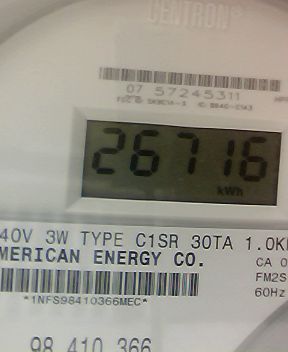 CENTRON®
07 57245311
26716
kWh
40V 3W TYPE C1SR 30TA 1.0K
MERICAN ENERGY CO.
CA 0
FM2S
60Hz
*1NFS98410366MEC*
98 410 366